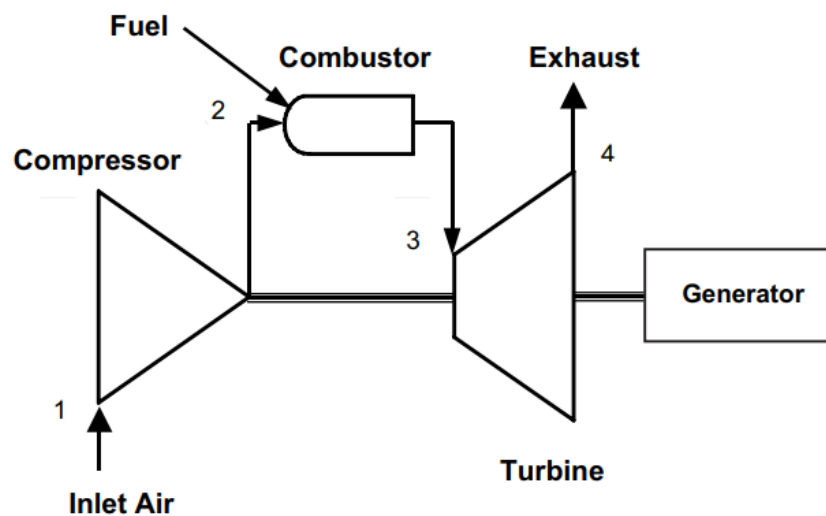 Fuel
Combustor
Exhaust
2
Compressor
4
3
Generator
1
Turbine
Inlet Air